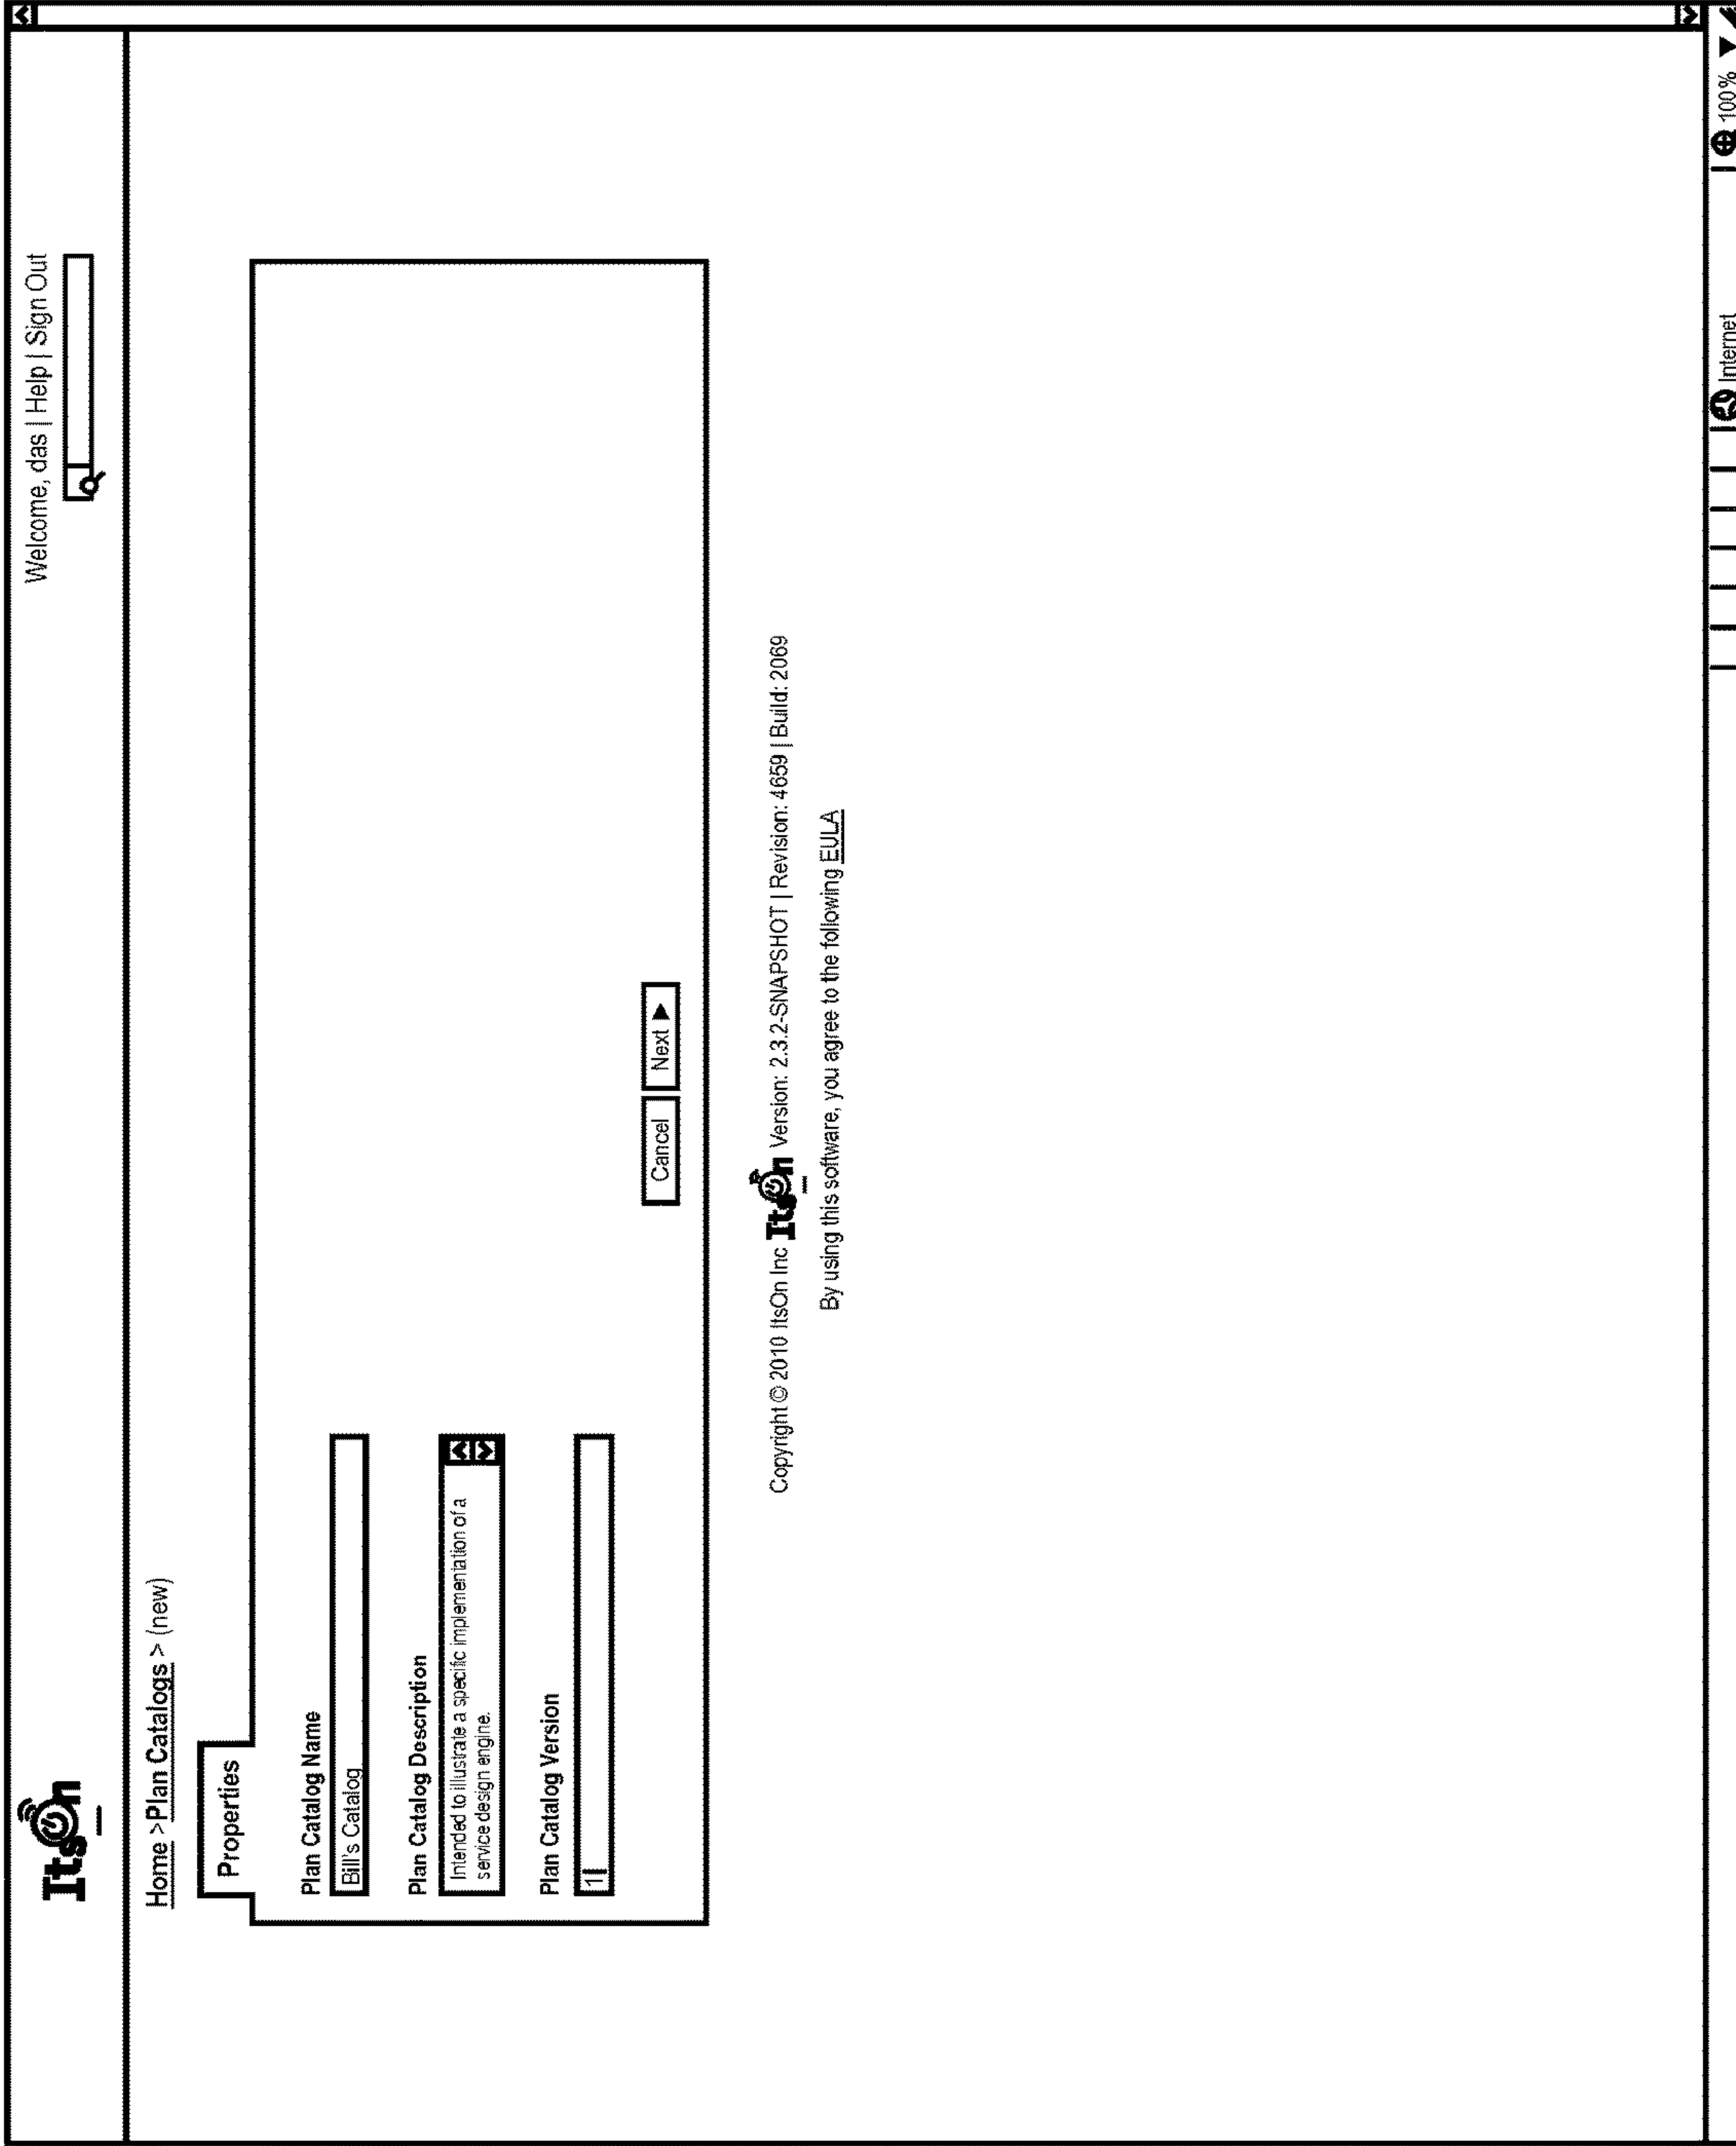 ItsOn
Welcome, das | Help | Sign Out
Home >Plan Catalogs > (new)
Properties
Plan Catalog Name
Bill's Catalog
Plan Catalog Description
Intended to illustrate a specific implementation of a
service design engine.
Plan Catalog Version
1
Cancel Next ▶
Copyright © 2010 ItsOn Inc ItsOn Version: 2.3.2-SNAPSHOT | Revision: 4659 | Build: 2069
By using this software, you agree to the following EULA
Internet 100% ▼